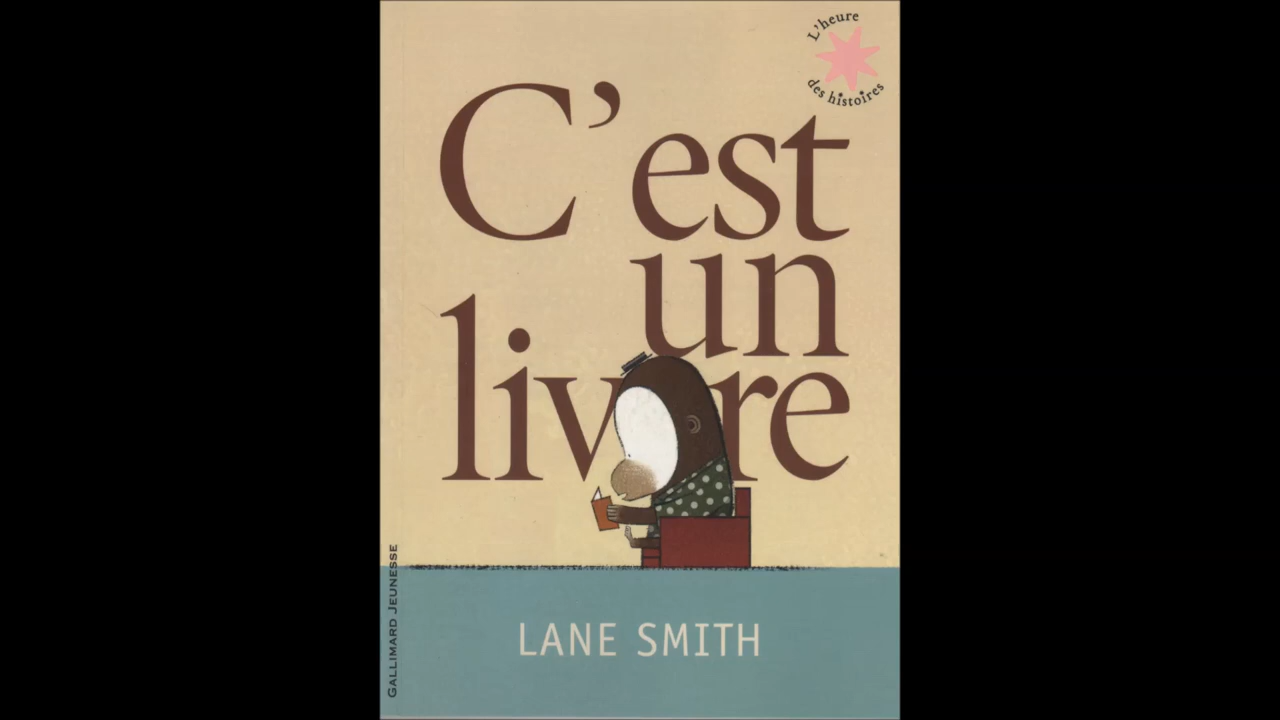 L'heure
des histoires
C'est
un
livre
LANE SMITH
GALLIMARD JEUNESSE